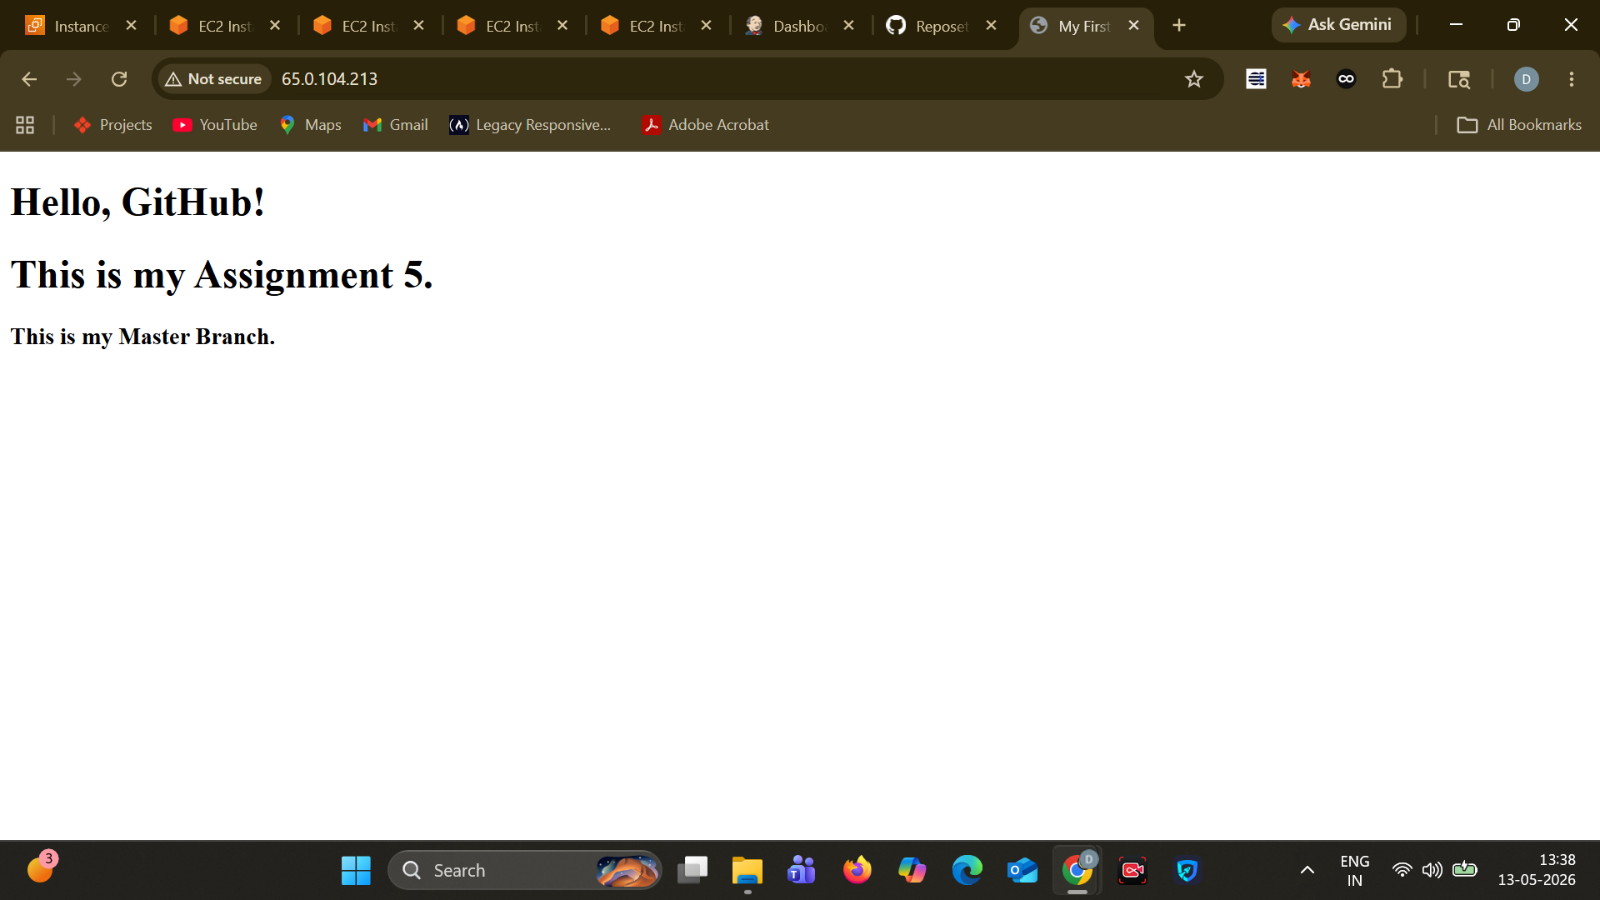 Instance
EC2 Inst
EC2 Inst
EC2 Inst
EC2 Inst
Dashbo
Reposet
My First
Ask Gemini
Not secure
65.0.104.213
D
Projects
YouTube
Maps
Gmail
Legacy Responsive...
Adobe Acrobat
All Bookmarks
Hello, GitHub!
This is my Assignment 5.
This is my Master Branch.
3
Search
D
ENG
IN
13:38
13-05-2026